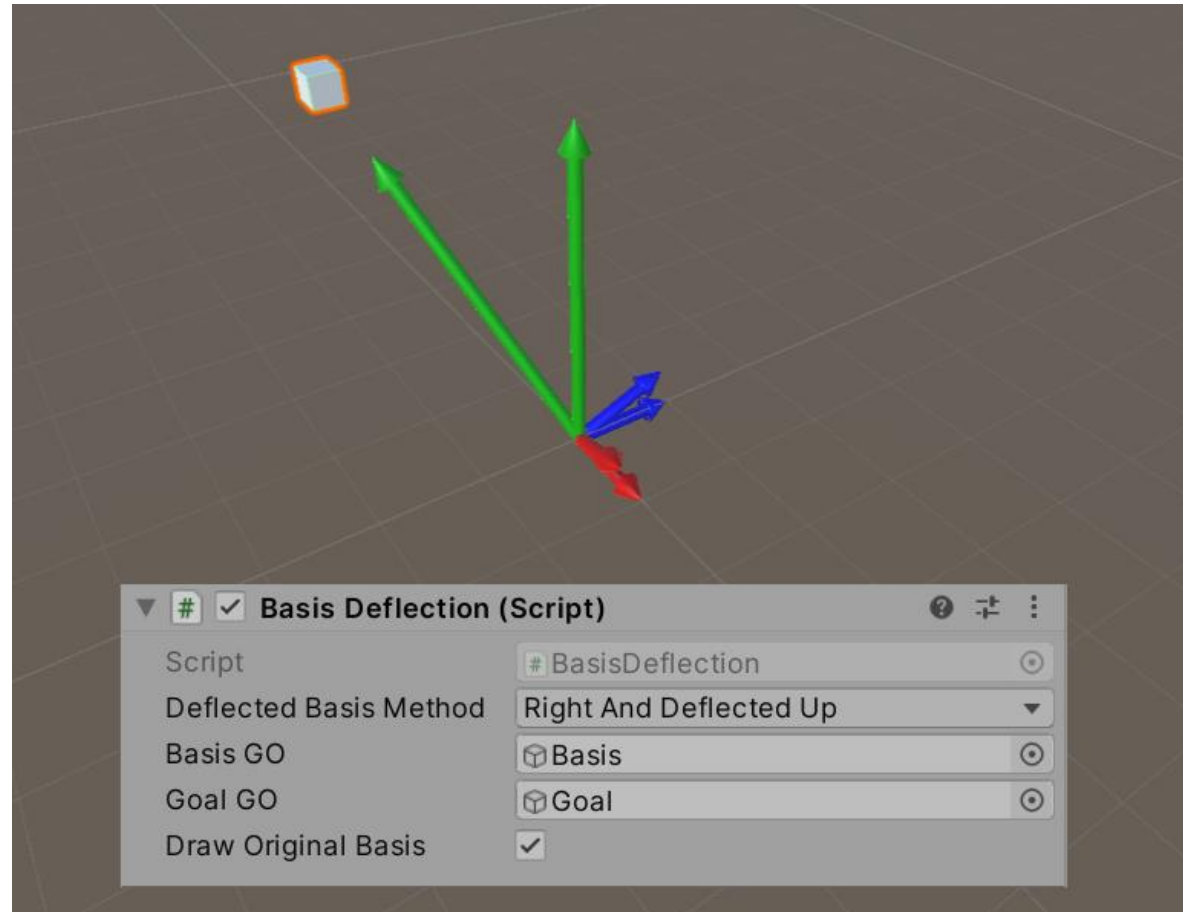 Basis Deflection (Script)
Script #BasisDeflection
Deflected Basis Method Right And Deflected Up
Basis GO Basis
Goal GO Goal
Draw Original Basis